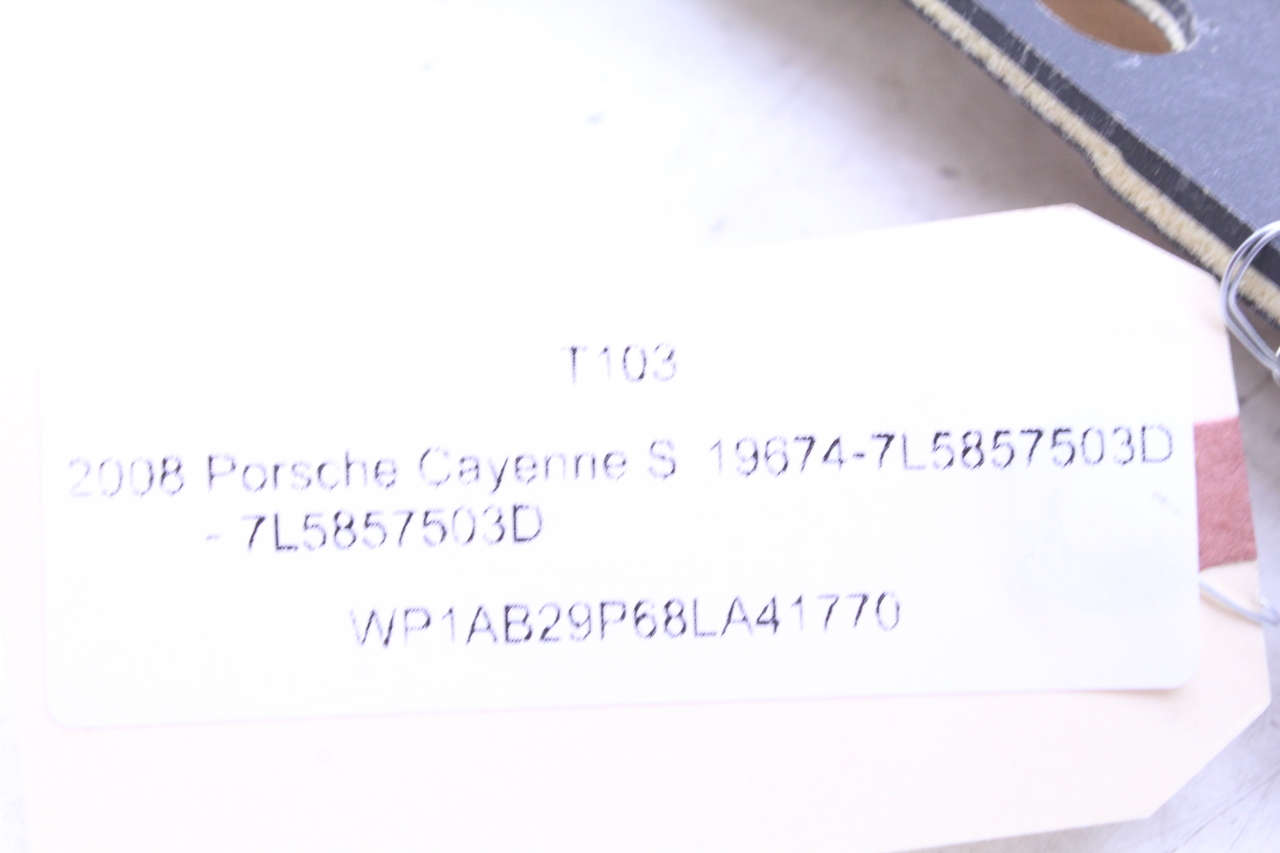 T103
2008 Porsche Cayenne S 19674-7L5857503D
- 7L5857503D
WP1AB29P68LA41770